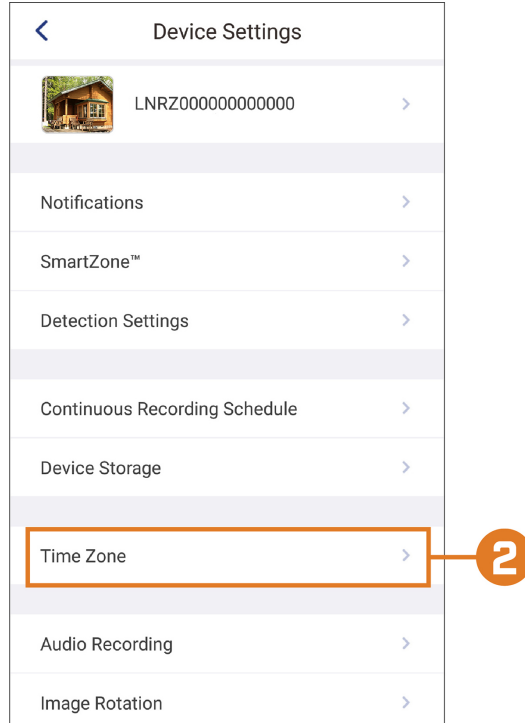 Device Settings
LNRZ000000000000
Notifications
SmartZone™
Detection Settings
Continuous Recording Schedule
Device Storage
Time Zone
2
Audio Recording
Image Rotation